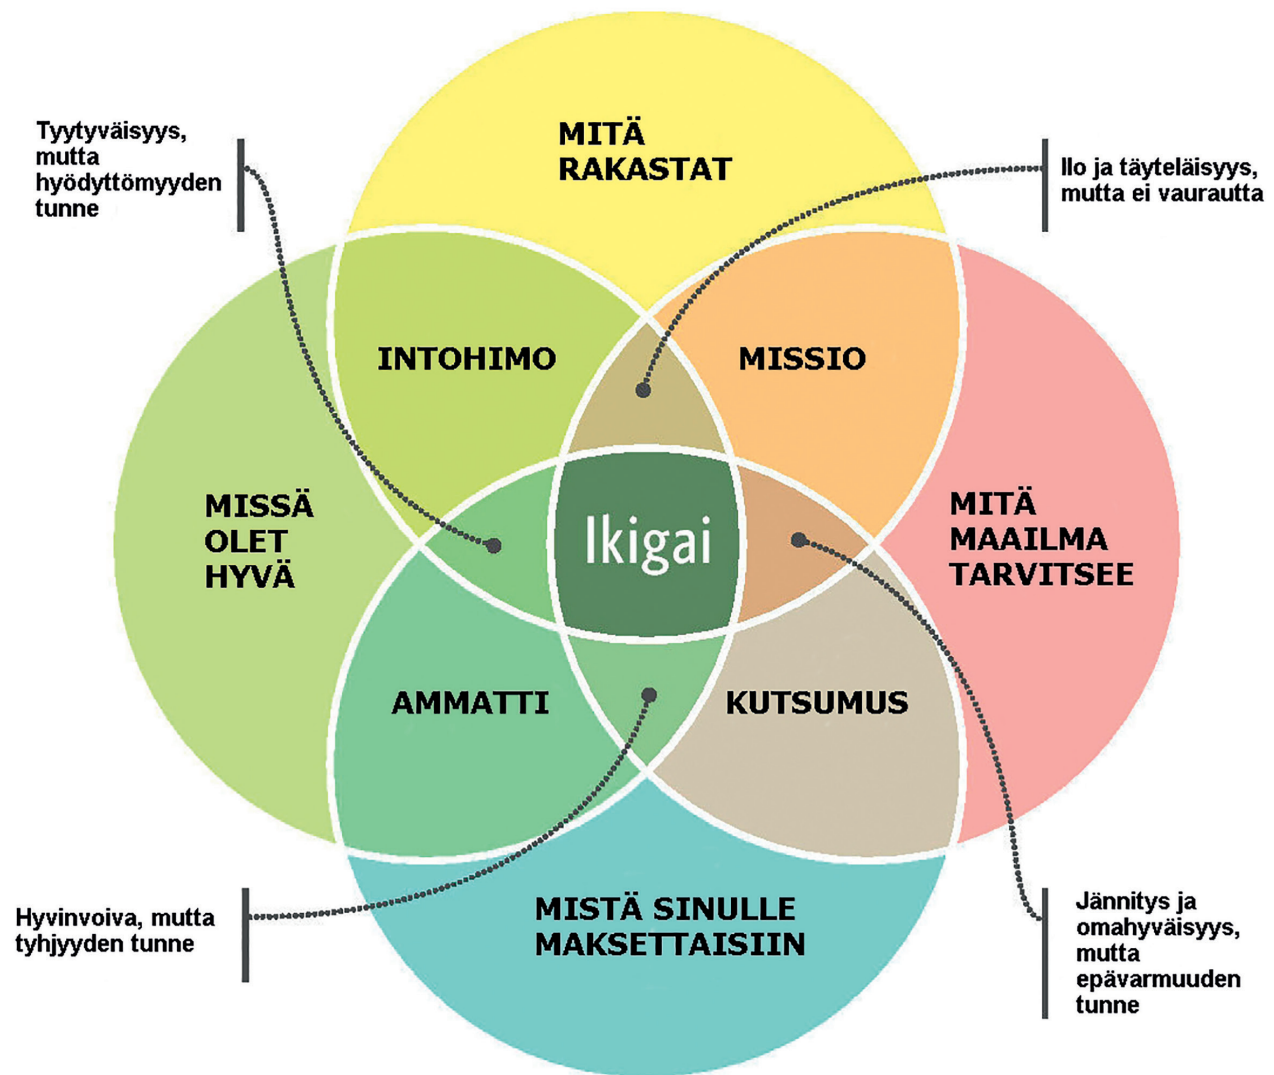 MITÄ
RAKASTAT
Tyytyväisyys,
mutta
hyödyttömyyden
tunne
Ilo ja täyteläisyys,
mutta ei vaurautta
INTOHIMO
MISSIO
MISSÄ
OLET
HYVÄ
Ikigai
MITÄ
MAAILMA
TARVITSEE
AMMATTI
KUTSUMUS
Hyvinvoiva, mutta
tyhjyyden tunne
MISTÄ SINULLE
MAKSETTAISIIN
Jännitys ja
omahyväisyys,
mutta
epävarmuuden
tunne